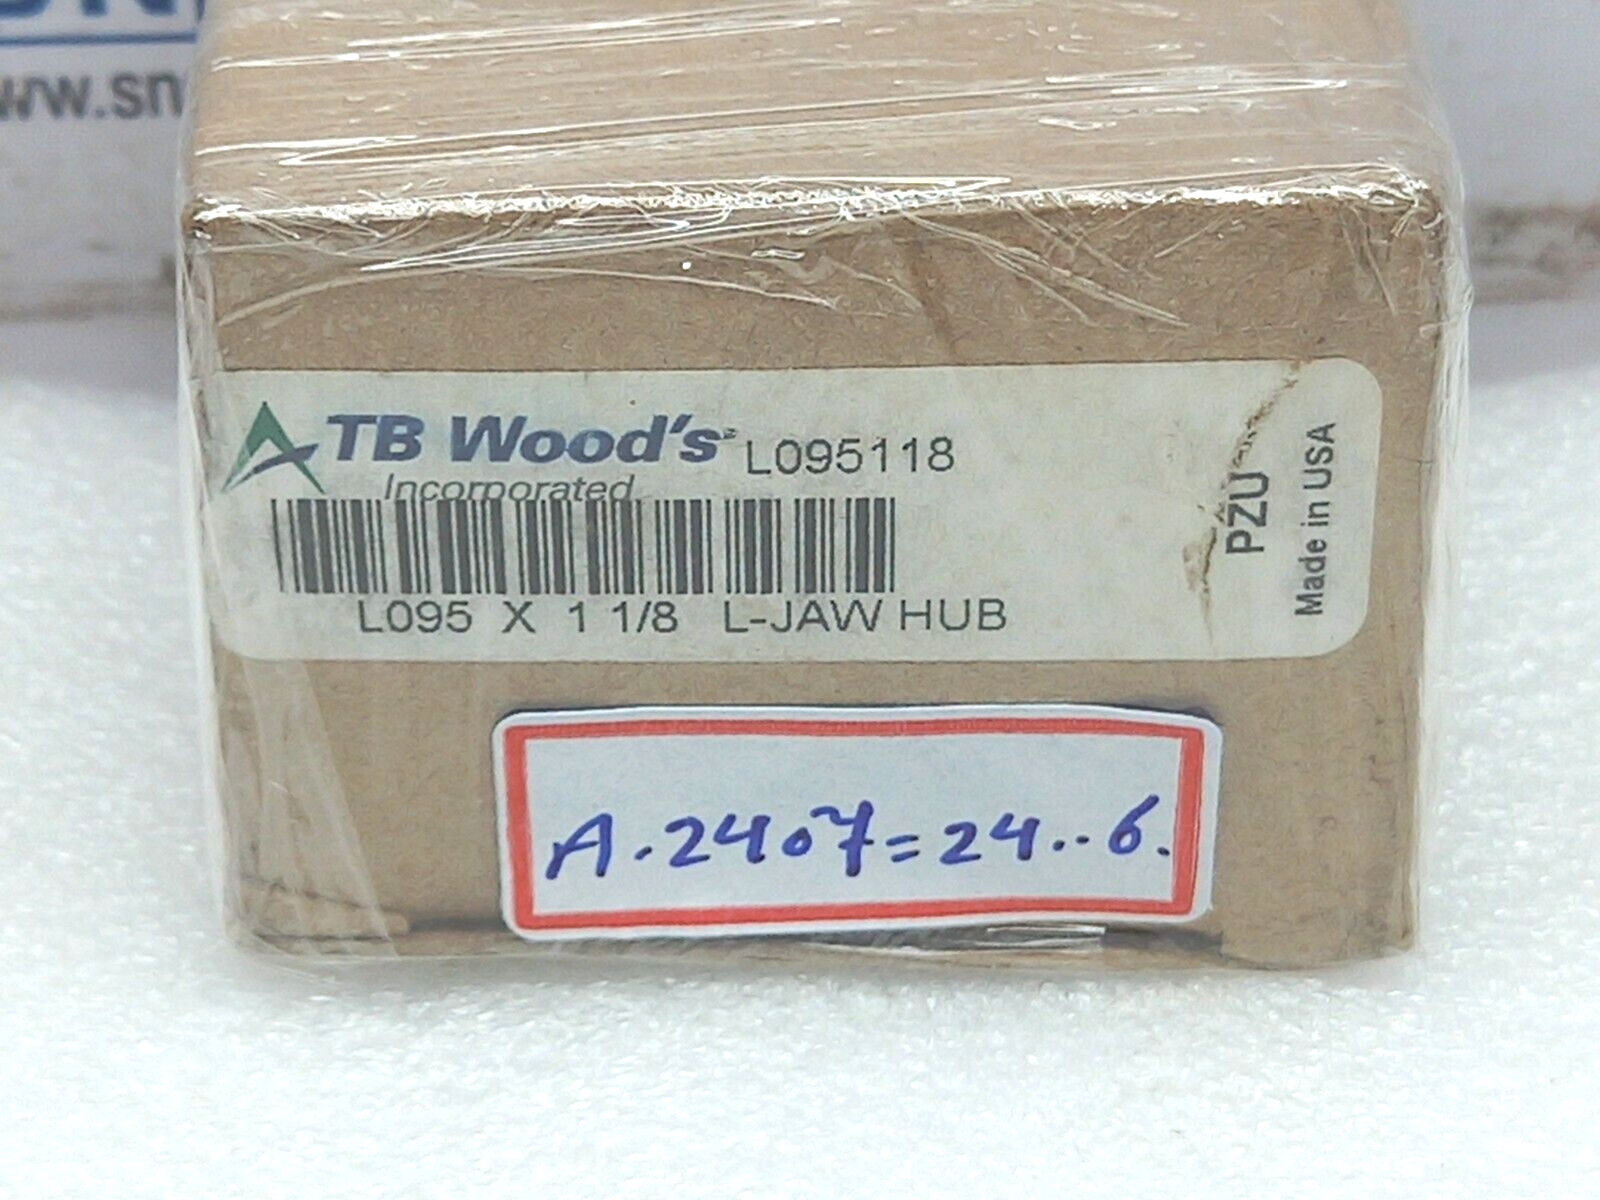 www.sn
TB Wood's L095118
Incorporated
L095 X 1 1/8 L-JAW HUB
PZU
Made in USA
A.2407=24..6.